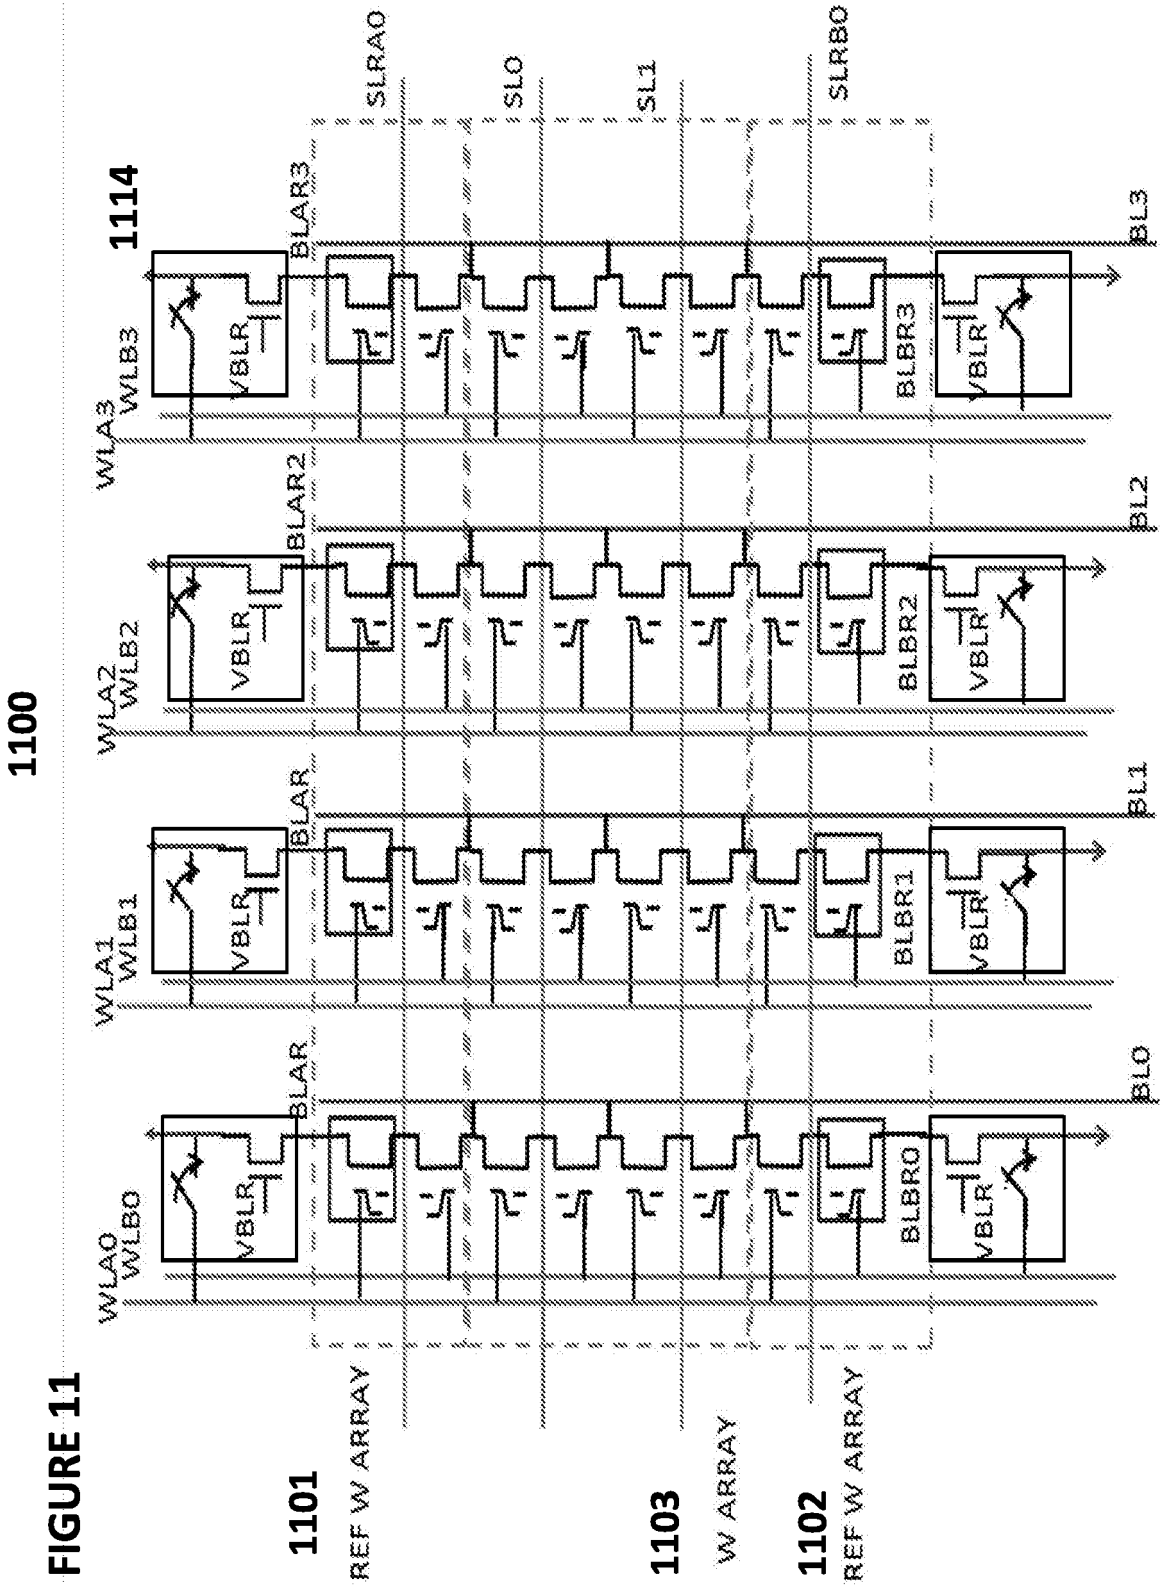 FIGURE 11
1100
1101
REF W ARRAY
1103
W ARRAY
1102
REF W ARRAY
WLA0
WLB0
WLA1
WLB1
WLA2
WLB2
WLA3
WLB3
1114
VBLR
VBLR
VBLR
VBLR
BLAR
BLAR
BLAR2
BLAR3
SLRA0
SL0
SL1
SLRB0
BLBR0
BLBR1
BLBR2
BLBR3
VBLR
VBLR
VBLR
VBLR
BL0
BL1
BL2
BL3